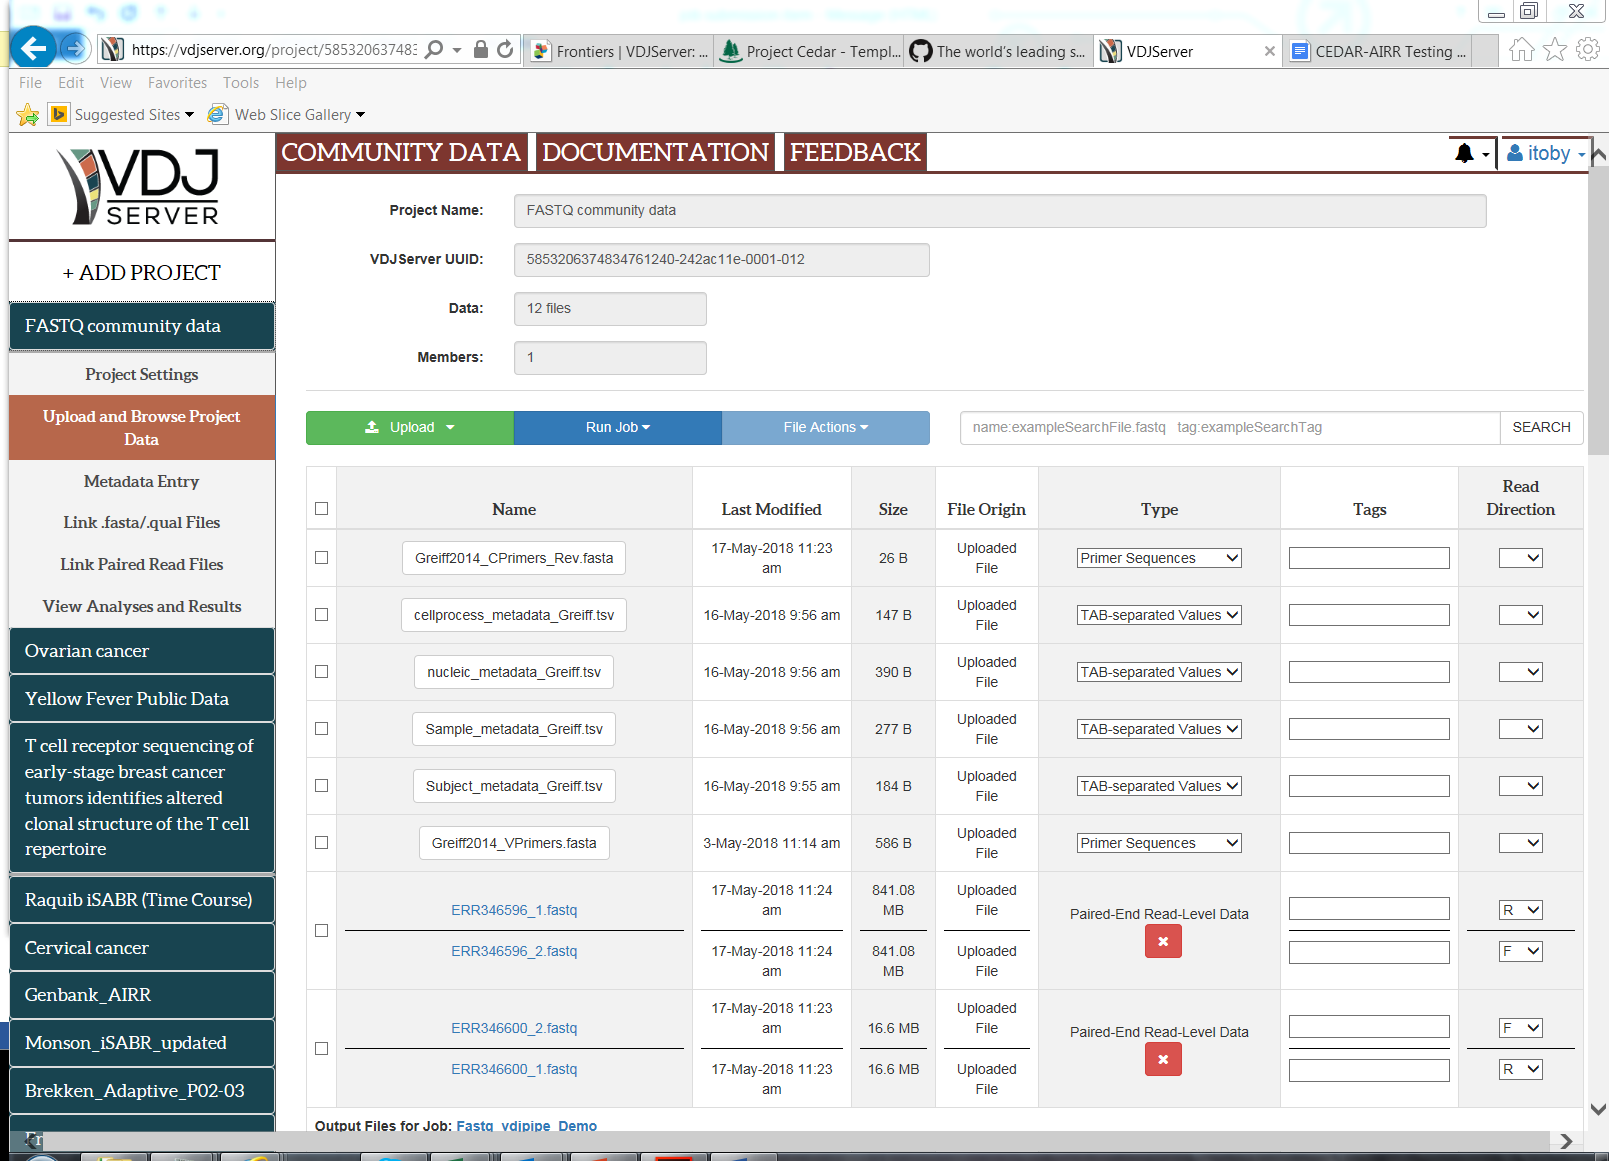 https://vdjserver.org/project/585320637483
Frontiers | VDJServer: ...
Project Cedar - Templ...
The world's leading s...
VDJServer
CEDAR-AIRR Testing ...
File Edit View Favorites Tools Help
Suggested Sites
Web Slice Gallery
VDJ
SERVER
COMMUNITY DATA
DOCUMENTATION
FEEDBACK
itoby
+ ADD PROJECT
FASTQ community data
Project Settings
Upload and Browse Project
Data
Metadata Entry
Link .fasta/.qual Files
Link Paired Read Files
View Analyses and Results
Ovarian cancer
Yellow Fever Public Data
T cell receptor sequencing of
early-stage breast cancer
tumors identifies altered
clonal structure of the T cell
repertoire
Raquib iSABR (Time Course)
Cervical cancer
Genbank_AIRR
Monson_iSABR_updated
Brekken_Adaptive_P02-03
Project Name: FASTQ community data
VDJServer UUID: 5853206374834761240-242ac11e-0001-012
Data: 12 files
Members: 1
Upload Run Job File Actions
name:exampleSearchFile.fastq tag:exampleSearchTag SEARCH
Name Last Modified Size File Origin Type Tags Read
Direction
Greiff2014_CPrimers_Rev.fasta 17-May-2018 11:23
am 26 B Uploaded
File Primer Sequences
cellprocess_metadata_Greiff.tsv 16-May-2018 9:56 am 147 B Uploaded
File TAB-separated Values
nucleic_metadata_Greiff.tsv 16-May-2018 9:56 am 390 B Uploaded
File TAB-separated Values
Sample_metadata_Greiff.tsv 16-May-2018 9:56 am 277 B Uploaded
File TAB-separated Values
Subject_metadata_Greiff.tsv 16-May-2018 9:55 am 184 B Uploaded
File TAB-separated Values
Greiff2014_VPrimers.fasta 3-May-2018 11:14 am 586 B Uploaded
File Primer Sequences
ERR346596_1.fastq 17-May-2018 11:24
am 841.08
MB Uploaded
File Paired-End Read-Level Data R
ERR346596_2.fastq 17-May-2018 11:24
am 841.08
MB Uploaded
File F
ERR346600_2.fastq 17-May-2018 11:23
am 16.6 MB Uploaded
File Paired-End Read-Level Data F
ERR346600_1.fastq 17-May-2018 11:23
am 16.6 MB Uploaded
File R
Output Files for Job: Fastq_vdjpipe_Demo